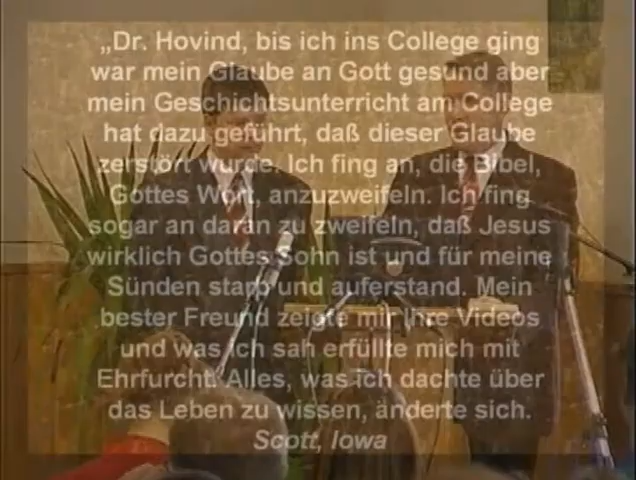 „Dr. Hovind, bis ich ins College ging
war mein Glaube an Gott gesund aber
mein Geschichtsunterricht am College
hat dazu geführt, daß dieser Glaube
zerstört wurde. Ich fing an, die Bibel,
Gottes Wort, anzuzweifeln. Ich fing
sogar an daran zu zweifeln, daß Jesus
wirklich Gottes Sohn ist und für meine
Sünden starb und auferstand. Mein
bester Freund zeigte mir Ihre Videos
und was ich sah erfüllte mich mit
Ehrfurcht. Alles, was ich dachte über
das Leben zu wissen, änderte sich.
Scott, Iowa